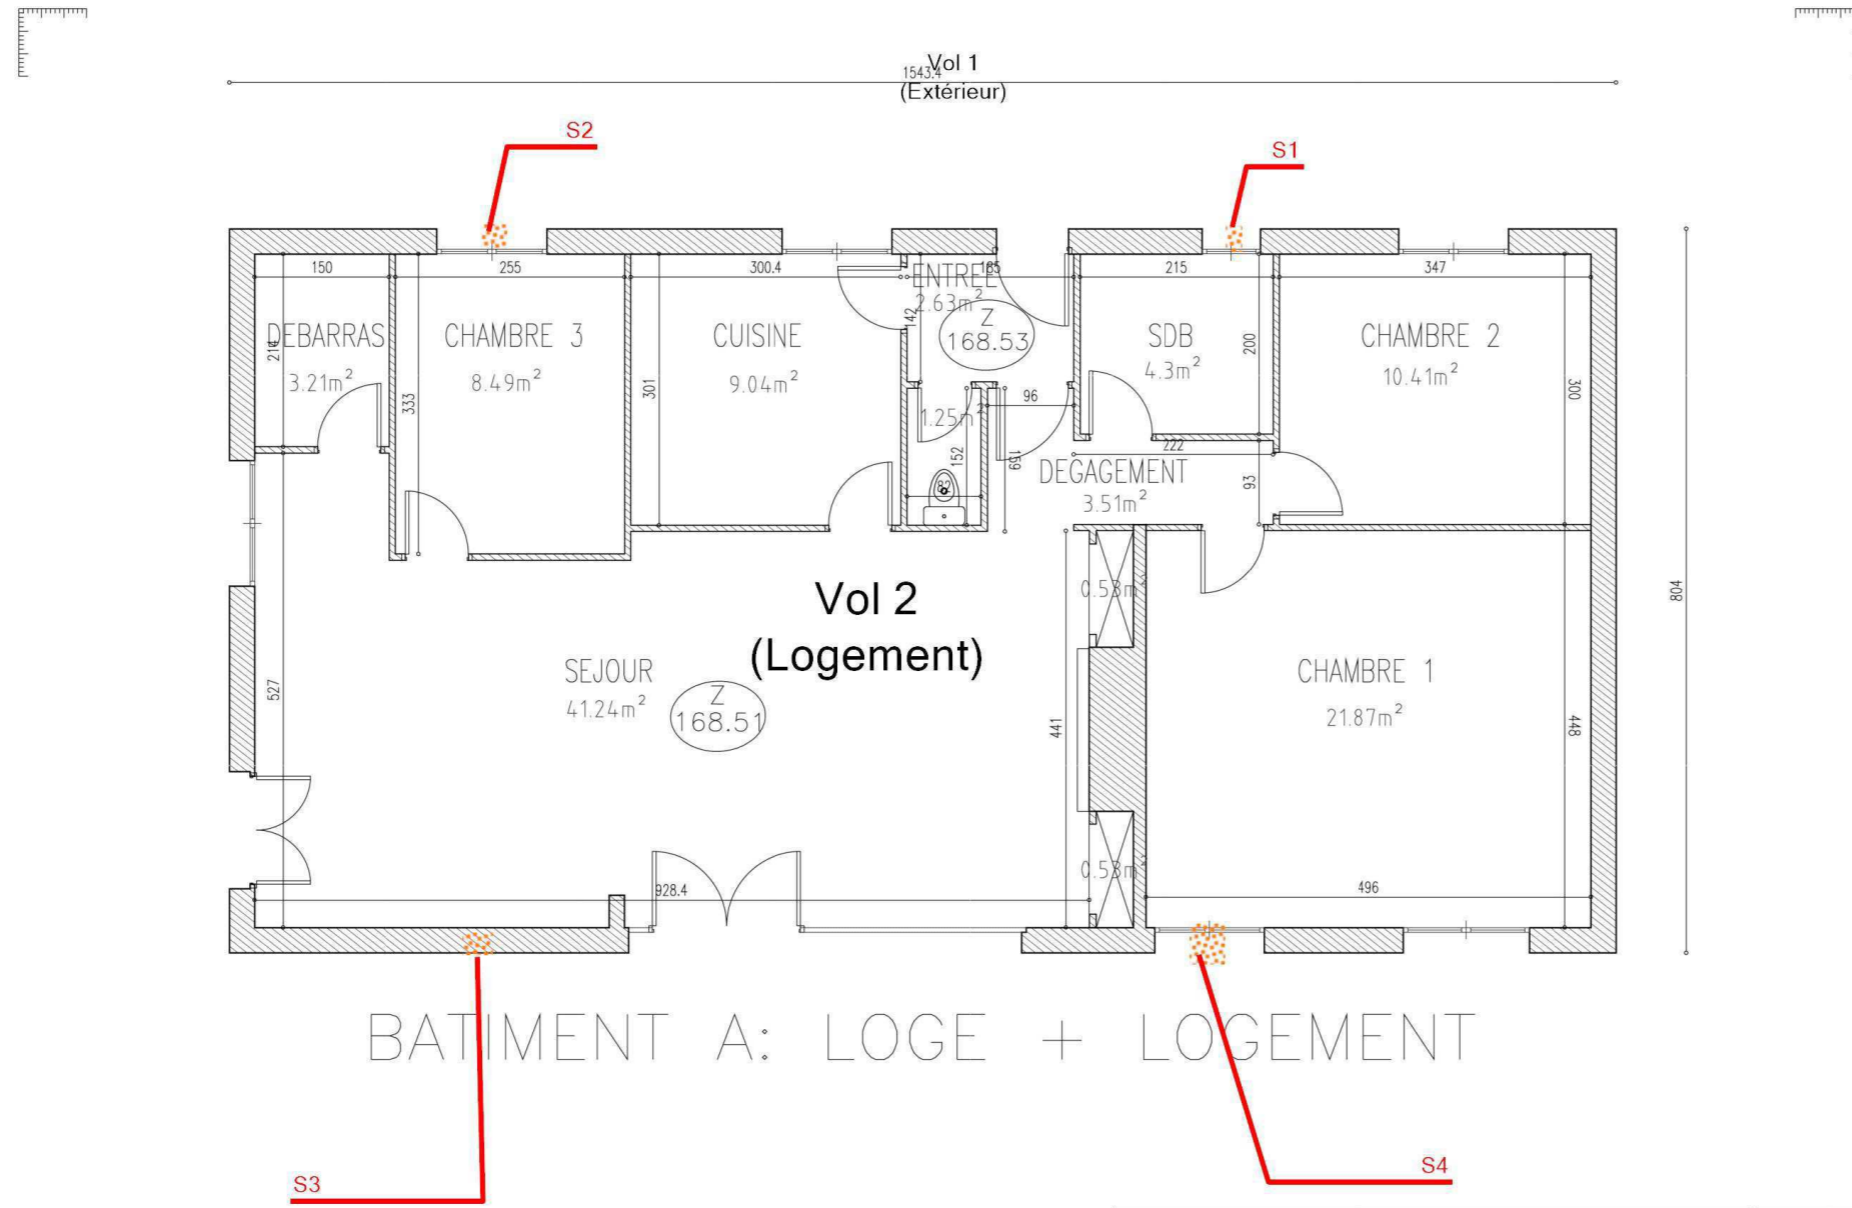 Vol 1
1543.4
(Extérieur)
S2
S1
150
255
300.4
185
215
347
ENTREE
2.63m²
Z
168.53
142
DEBARRAS
3.21m²
214
CHAMBRE 3
8.49m²
333
CUISINE
9.04m²
301
SDB
4.3m²
200
CHAMBRE 2
10.41m²
300
1.25m²
96
152
159
82
222
DEGAGEMENT
3.51m²
93
Vol 2
(Logement)
0.53m²
804
SEJOUR
41.24m²
Z
168.51
527
441
CHAMBRE 1
21.87m²
448
0.53m²
928.4
496
BATIMENT A: LOGE + LOGEMENT
S3
S4